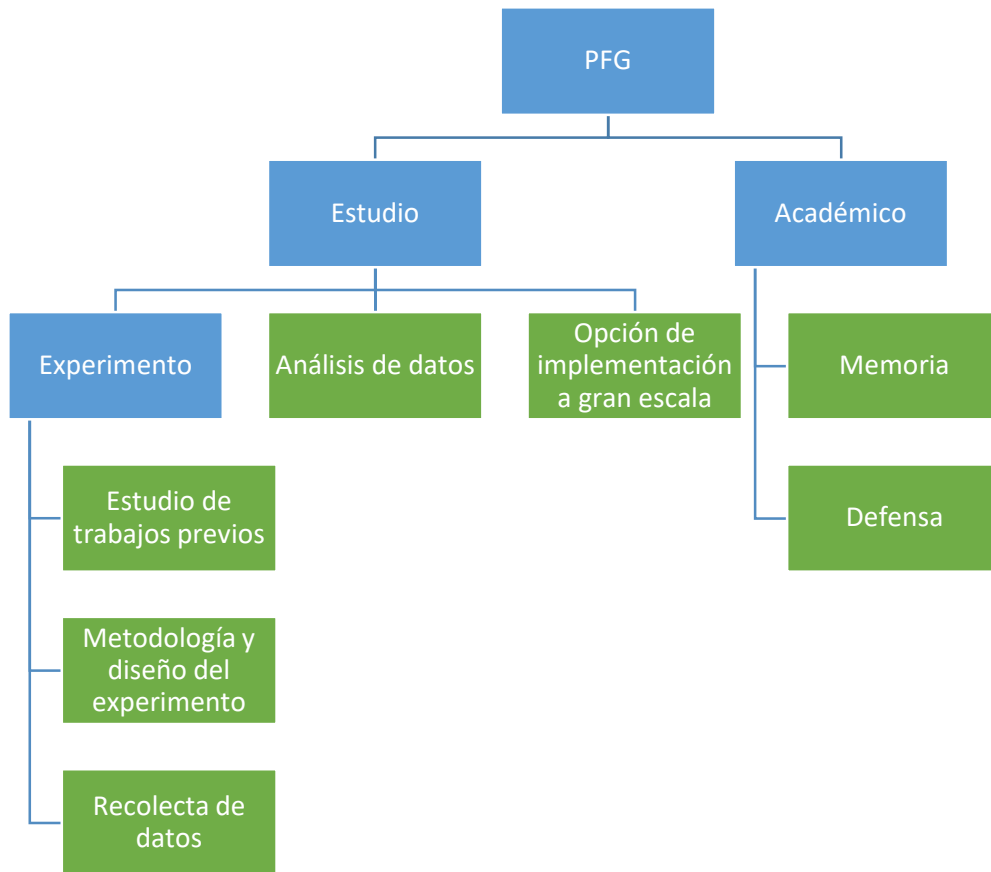 PFG
Estudio
Académico
Experimento
Análisis de datos
Opción de
implementación
a gran escala
Memoria
Estudio de
trabajos previos
Defensa
Metodología y
diseño del
experimento
Recolecta de
datos